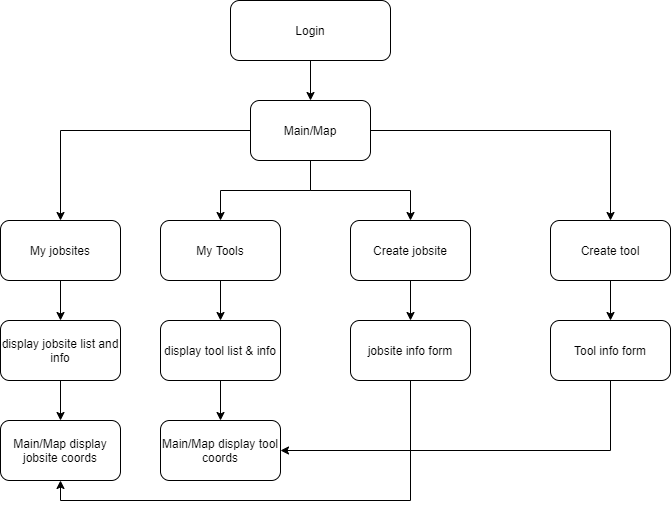 Login
Main/Map
My jobsites
My Tools
Create jobsite
Create tool
display jobsite list and
info
display tool list & info
jobsite info form
Tool info form
Main/Map display
jobsite coords
Main/Map display tool
coords